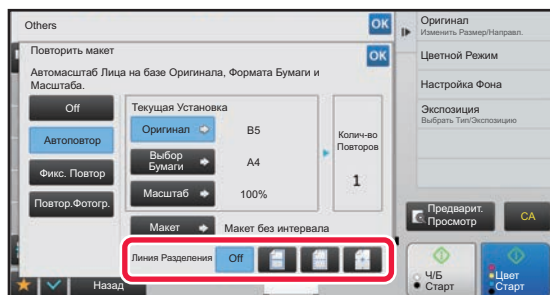 Others
OK
Повторить макет
OK
Автомасштаб Лица на базе Оригинала, Формата Бумаги и
Масштаба.
Off
Автоповтор
Фикс. Повтор
Повтор.Фотогр.
Текущая Установка
Оригинал
B5
Выбор
Бумаги
A4
Масштаб
100%
Колич-во
Повторов
1
Макет
Макет без интервала
Линия Разделения
Off
Назад
Оригинал
Изменить Размер/Направл.
Цветной Режим
Настройка Фона
Экспозиция
Выбрать Тип/Экспозицию
Предварит.
Просмотр
CA
Ч/Б
Старт
Цвет
Старт